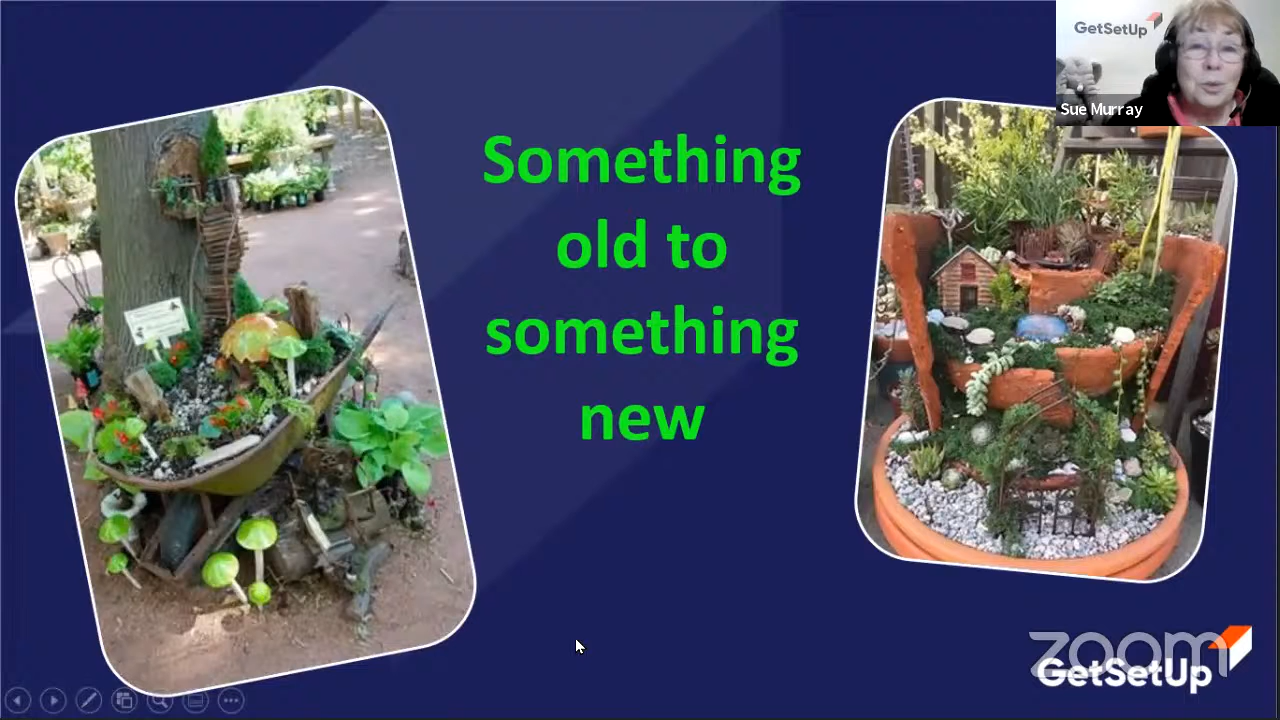 GetSetUp
Sue Murray
Something
old to
something
new
zoom
GetSetUp